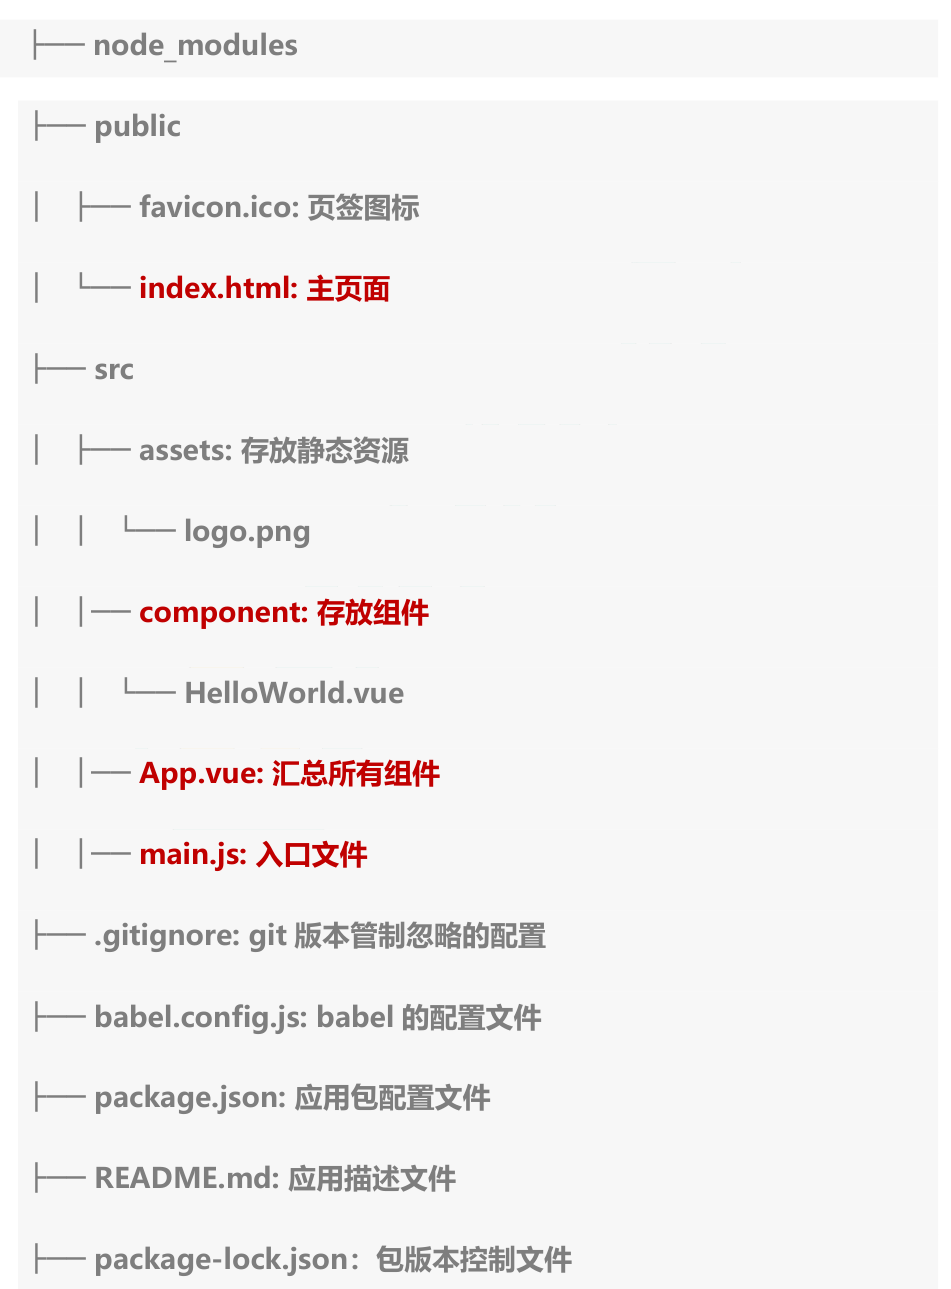 ├── node_modules
├── public
│ ├── favicon.ico: 页签图标
│ └── index.html: 主页面
├── src
│ ├── assets: 存放静态资源
│ │ └── logo.png
│ │── component: 存放组件
│ │ └── HelloWorld.vue
│ │── App.vue: 汇总所有组件
│ │── main.js: 入口文件
├── .gitignore: git 版本管制忽略的配置
├── babel.config.js: babel 的配置文件
├── package.json: 应用包配置文件
├── README.md: 应用描述文件
├── package-lock.json：包版本控制文件